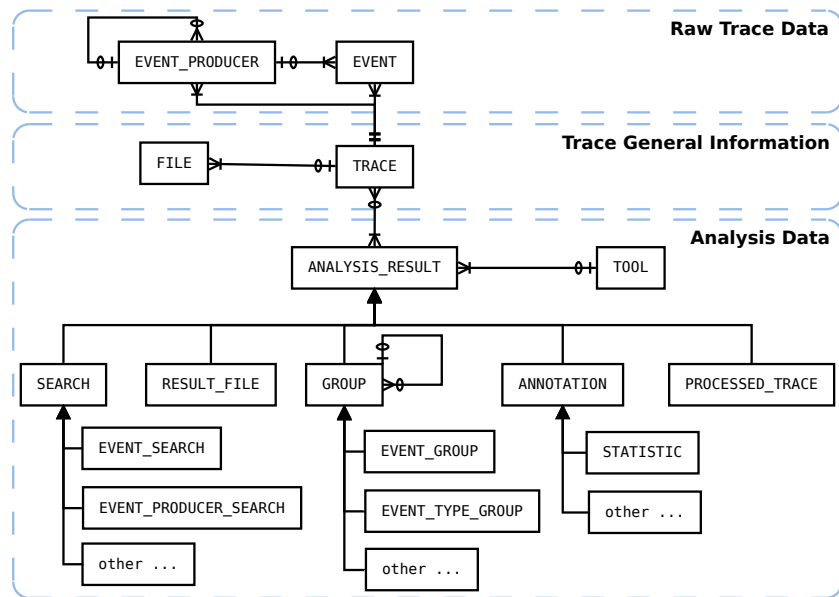 Raw Trace Data
EVENT_PRODUCER
EVENT
Trace General Information
FILE
TRACE
Analysis Data
ANALYSIS_RESULT
TOOL
SEARCH
RESULT_FILE
GROUP
ANNOTATION
PROCESSED_TRACE
EVENT_SEARCH
EVENT_GROUP
STATISTIC
EVENT_PRODUCER_SEARCH
EVENT_TYPE_GROUP
other ...
other ...
other ...